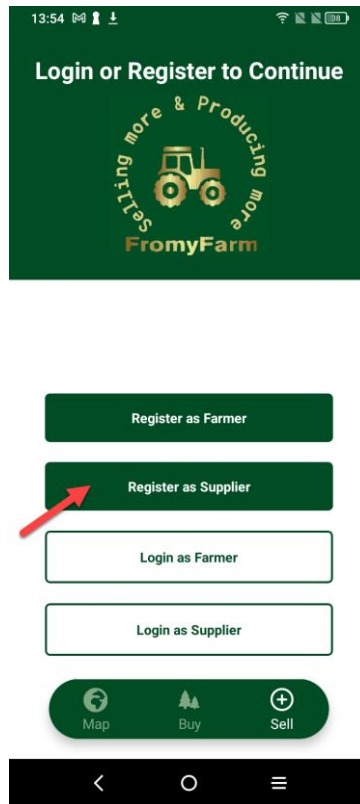 13:54
38
Login or Register to Continue
Selling more & Producing more
FromyFarm
Register as Farmer
Register as Supplier
Login as Farmer
Login as Supplier
Map Buy Sell